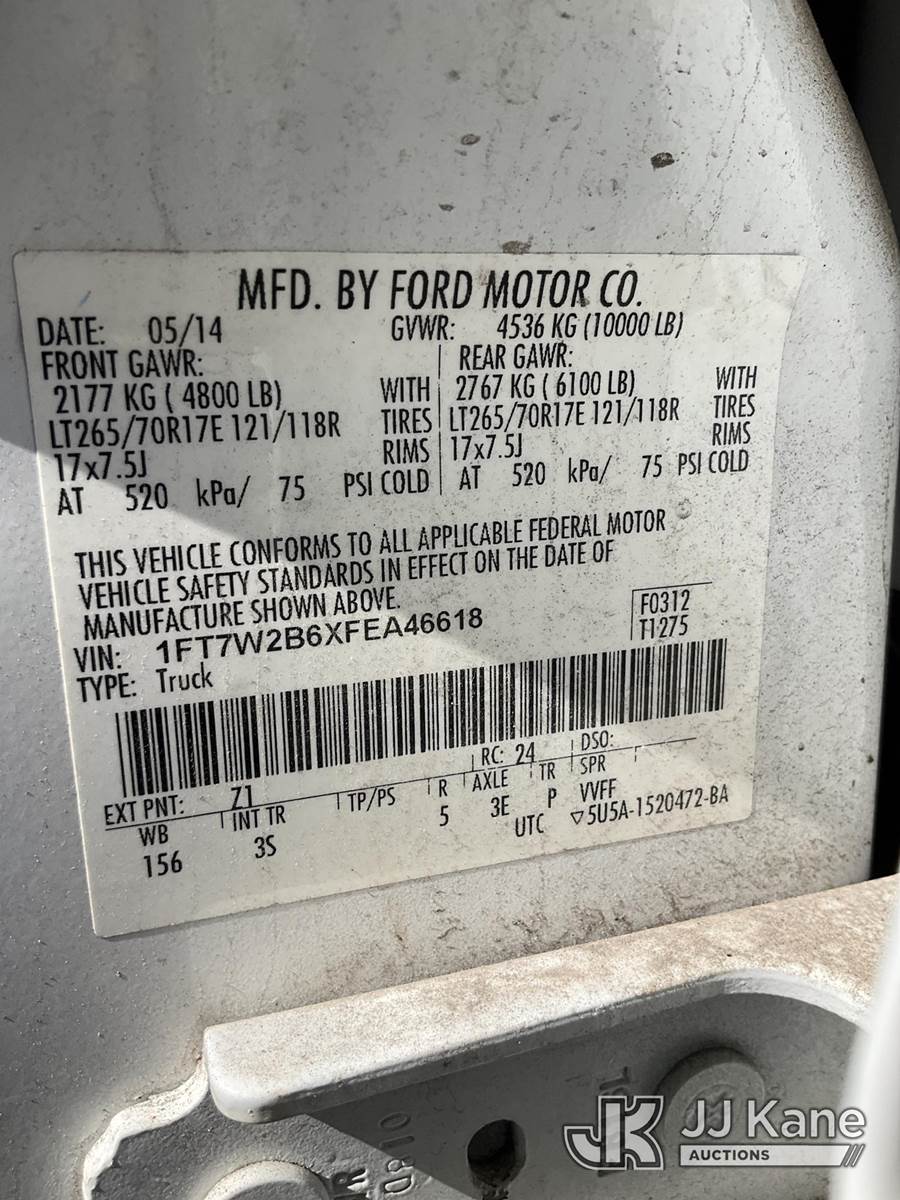 MFD. BY FORD MOTOR CO.
DATE: 05/14 GVWR: 4536 KG (10000 LB)
FRONT GAWR: REAR GAWR:
2177 KG ( 4800 LB) WITH 2767 KG ( 6100 LB) WITH
LT265/70R17E 121/118R TIRES LT265/70R17E 121/118R TIRES
17x7.5J RIMS 17x7.5J RIMS
AT 520 kPa/ 75 PSI COLD AT 520 kPa/ 75 PSI COLD
THIS VEHICLE CONFORMS TO ALL APPLICABLE FEDERAL MOTOR
VEHICLE SAFETY STANDARDS IN EFFECT ON THE DATE OF
MANUFACTURE SHOWN ABOVE.
VIN: 1FT7W2B6XFEA46618
F0312
T1275
TYPE: Truck
EXT PNT: Z1 RC: 24 DSO:
WB INT TR TP/PS R AXLE TR SPR
156 3S 5 3E P VVFF
UTC ▽5U5A-1520472-BA
JK JJ Kane
AUCTIONS